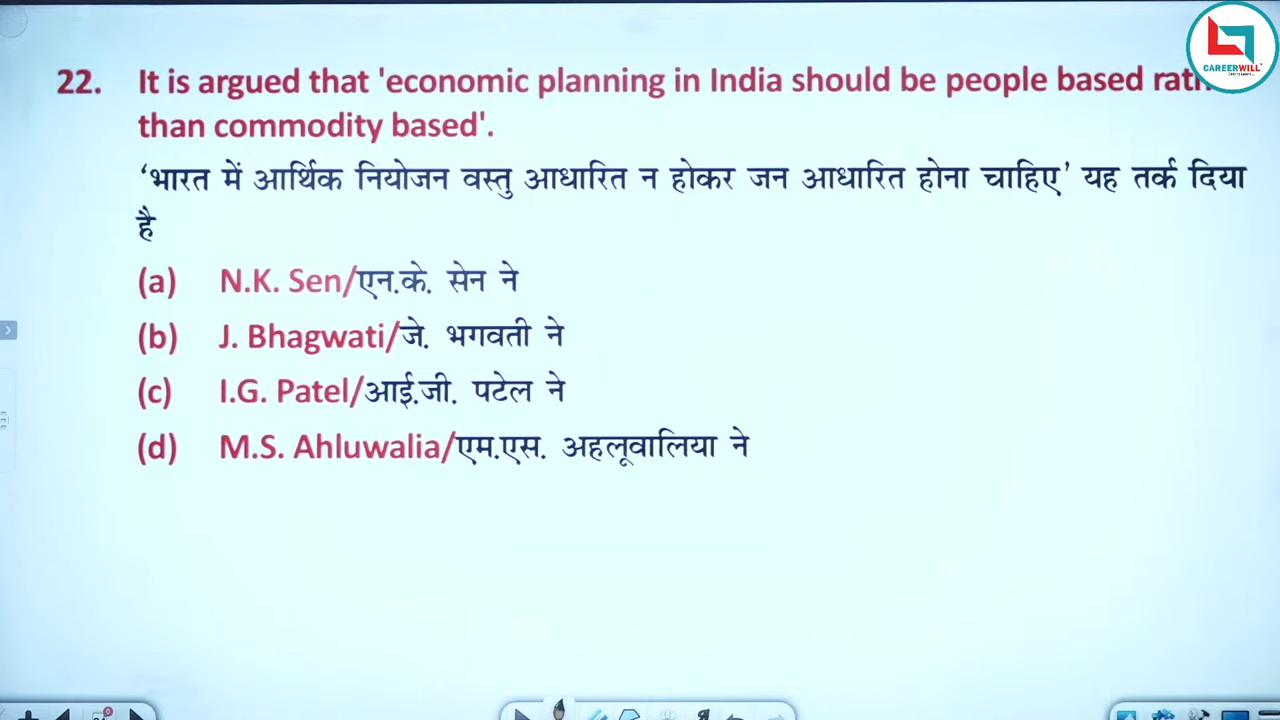 CAREERWILL
22. It is argued that 'economic planning in India should be people based
than commodity based'.
‘भारत में आर्थिक नियोजन वस्तु आधारित न होकर जन आधारित होना चाहिए’ यह तर्क दिया
है
(a) N.K. Sen/एन.के. सेन ने
(b) J. Bhagwati/जे. भगवती ने
(c) I.G. Patel/आई.जी. पटेल ने
(d) M.S. Ahluwalia/एम.एस. अहलूवालिया ने